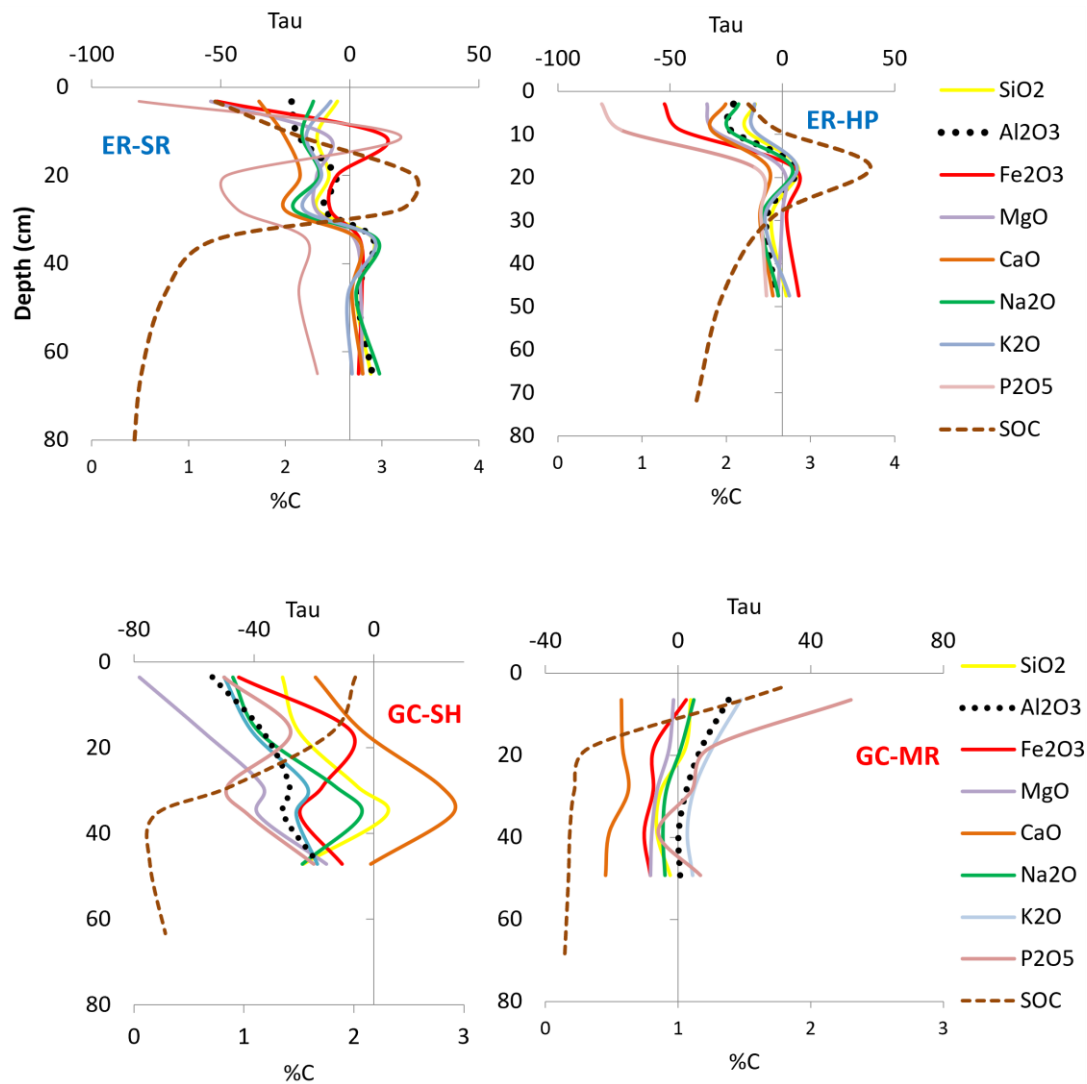 Tau
-100 -50 0 50
0
20
40
60
80
Depth (cm)
ER-SR
0 1 2 3 4
%C
Tau
-100 -50 0 50
0
10
20
30
40
50
60
70
80
ER-HP
0 1 2 3 4
%C
SiO2
Al2O3
Fe2O3
MgO
CaO
Na2O
K2O
P2O5
SOC
Tau
-80 -40 0
0
20
40
60
80
GC-SH
0 1 2 3
%C
Tau
-40 0 40 80
0
20
40
60
80
GC-MR
0 1 2 3
%C
SiO2
Al2O3
Fe2O3
MgO
CaO
Na2O
K2O
P2O5
SOC